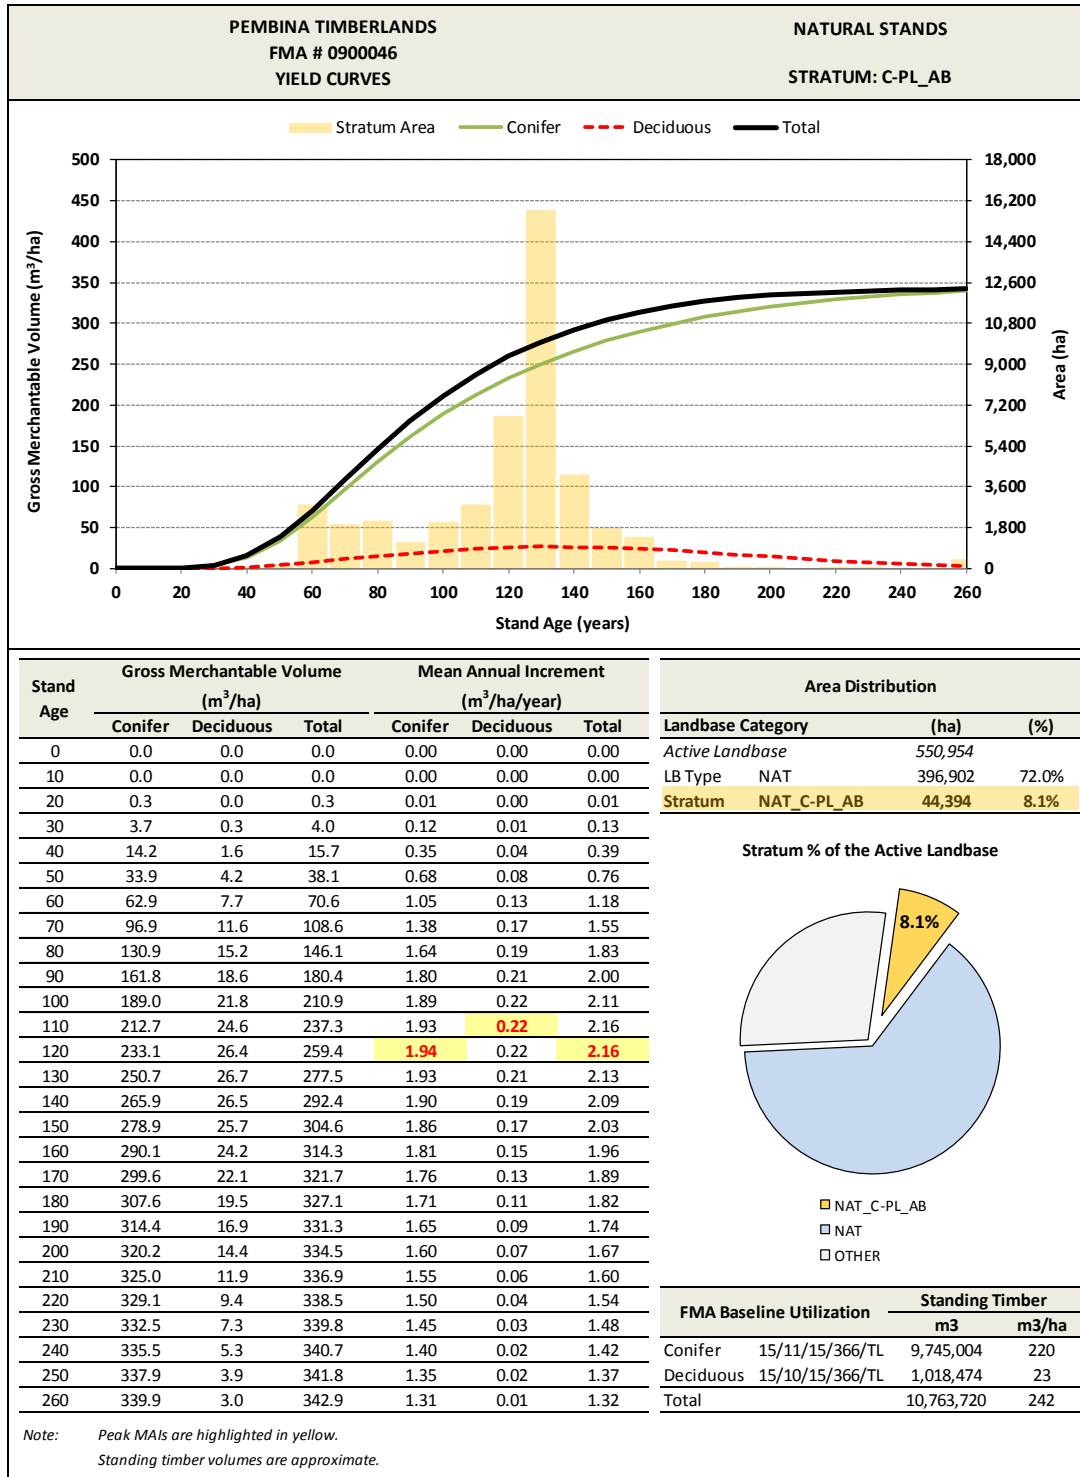 PEMBINA TIMBERLANDS
FMA # 0900046
YIELD CURVES
NATURAL STANDS
STRATUM: C-PL_AB
Stratum Area Conifer Deciduous Total
Gross Merchantable Volume (m³/ha)
500
450
400
350
300
250
200
150
100
50
0
18,000
16,200
14,400
12,600
10,800
9,000
7,200
5,400
3,600
1,800
0
Area (ha)
0 20 40 60 80 100 120 140 160 180 200 220 240 260
Stand Age (years)
Stand Age
Gross Merchantable Volume (m³/ha)
Mean Annual Increment (m³/ha/year)
Conifer Deciduous Total Conifer Deciduous Total
0 0.0 0.0 0.0 0.00 0.00 0.00
10 0.0 0.0 0.0 0.00 0.00 0.00
20 0.3 0.0 0.3 0.01 0.00 0.01
30 3.7 0.3 4.0 0.12 0.01 0.13
40 14.2 1.6 15.7 0.35 0.04 0.39
50 33.9 4.2 38.1 0.68 0.08 0.76
60 62.9 7.7 70.6 1.05 0.13 1.18
70 96.9 11.6 108.6 1.38 0.17 1.55
80 130.9 15.2 146.1 1.64 0.19 1.83
90 161.8 18.6 180.4 1.80 0.21 2.00
100 189.0 21.8 210.9 1.89 0.22 2.11
110 212.7 24.6 237.3 1.93 0.22 2.16
120 233.1 26.4 259.4 1.94 0.22 2.16
130 250.7 26.7 277.5 1.93 0.21 2.13
140 265.9 26.5 292.4 1.90 0.19 2.09
150 278.9 25.7 304.6 1.86 0.17 2.03
160 290.1 24.2 314.3 1.81 0.15 1.96
170 299.6 22.1 321.7 1.76 0.13 1.89
180 307.6 19.5 327.1 1.71 0.11 1.82
190 314.4 16.9 331.3 1.65 0.09 1.74
200 320.2 14.4 334.5 1.60 0.07 1.67
210 325.0 11.9 336.9 1.55 0.06 1.60
220 329.1 9.4 338.5 1.50 0.04 1.54
230 332.5 7.3 339.8 1.45 0.03 1.48
240 335.5 5.3 340.7 1.40 0.02 1.42
250 337.9 3.9 341.8 1.35 0.02 1.37
260 339.9 3.0 342.9 1.31 0.01 1.32
Area Distribution
Landbase Category (ha) (%)
Active Landbase 550,954
LB Type NAT 396,902 72.0%
Stratum NAT_C-PL_AB 44,394 8.1%
Stratum % of the Active Landbase
8.1%
NAT_C-PL_AB
NAT
OTHER
FMA Baseline Utilization Standing Timber
m3 m3/ha
Conifer 15/11/15/366/TL 9,745,004 220
Deciduous 15/10/15/366/TL 1,018,474 23
Total 10,763,720 242
Note: Peak MAIs are highlighted in yellow.
Standing timber volumes are approximate.